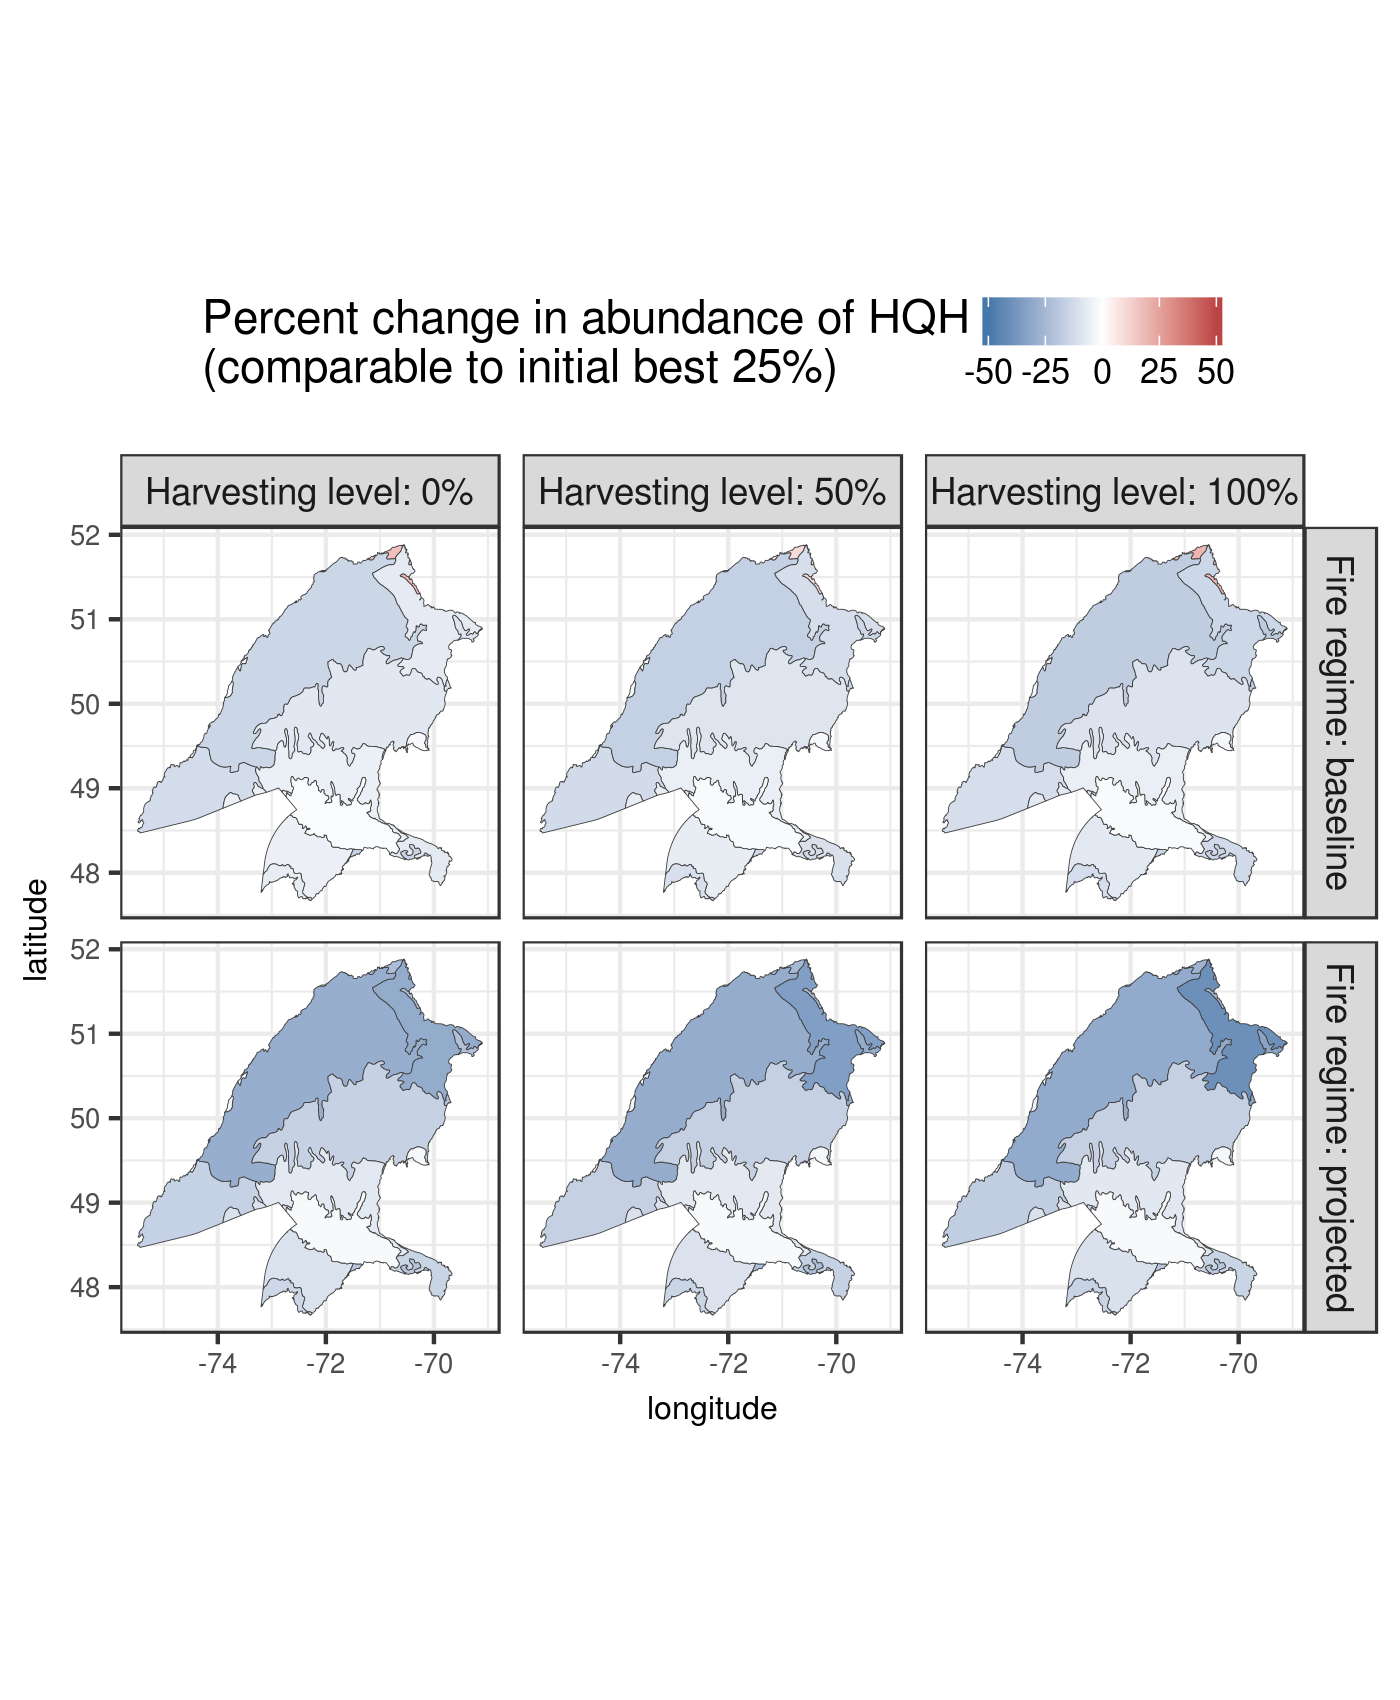 Percent change in abundance of HQH
(comparable to initial best 25%)
-50 -25 0 25 50
Harvesting level: 0%
Harvesting level: 50%
Harvesting level: 100%
52
51
50
49
48
Fire regime: baseline
latitude
52
51
50
49
48
Fire regime: projected
-74 -72 -70
-74 -72 -70
-74 -72 -70
longitude